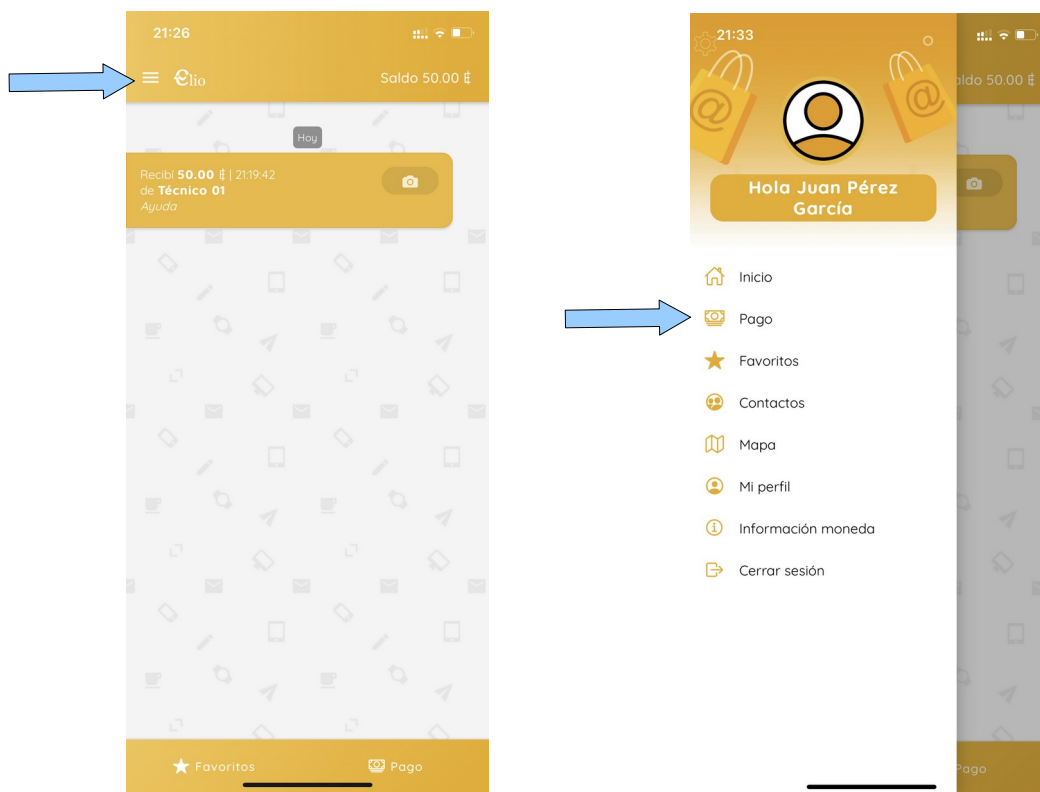 21:26
elio
Saldo 50.00 ₡
Hoy
Recibí 50.00 ₡ | 21:19:42
de Técnico 01
Ayuda
Favoritos
Pago
21:33
aldo 50.00 ₡
@ @
Hola Juan Pérez
García
Inicio
Pago
Favoritos
Contactos
Mapa
Mi perfil
Información moneda
Cerrar sesión
Pago